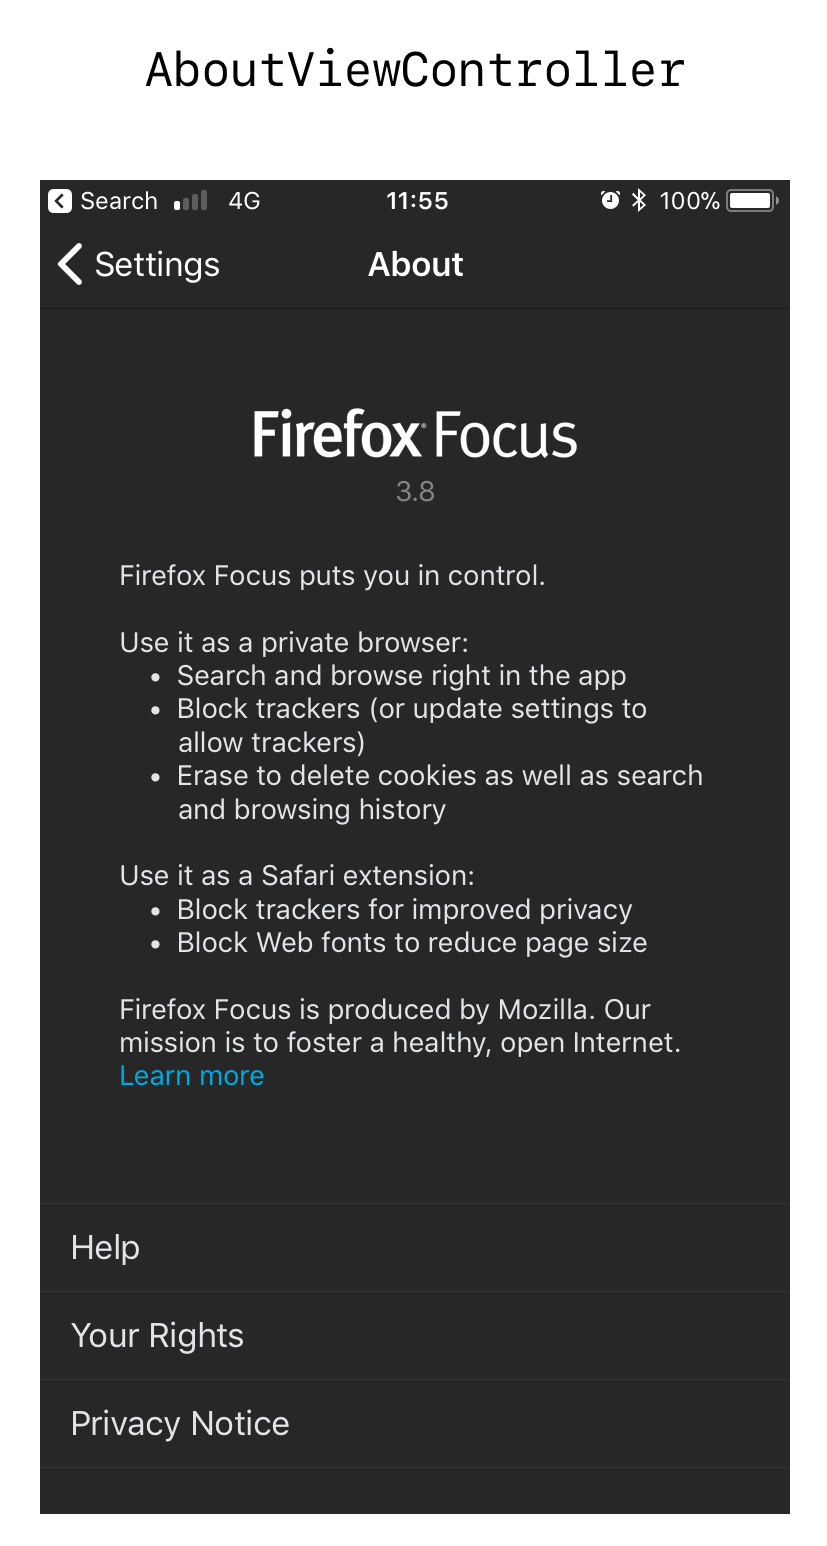 AboutViewController
Search 4G 11:55 100%
Settings About
Firefox Focus
3.8
Firefox Focus puts you in control.
Use it as a private browser:
• Search and browse right in the app
• Block trackers (or update settings to
allow trackers)
• Erase to delete cookies as well as search
and browsing history
Use it as a Safari extension:
• Block trackers for improved privacy
• Block Web fonts to reduce page size
Firefox Focus is produced by Mozilla. Our
mission is to foster a healthy, open Internet.
Learn more
Help
Your Rights
Privacy Notice